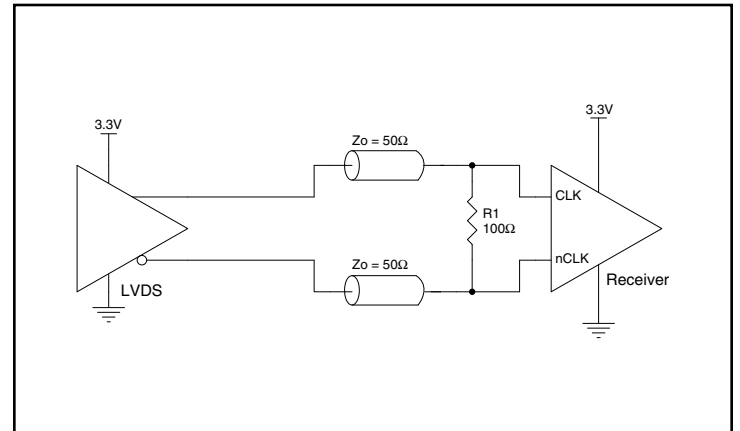 3.3V
3.3V
Zo = 50Ω
CLK
R1
100Ω
nCLK
Zo = 50Ω
LVDS
Receiver